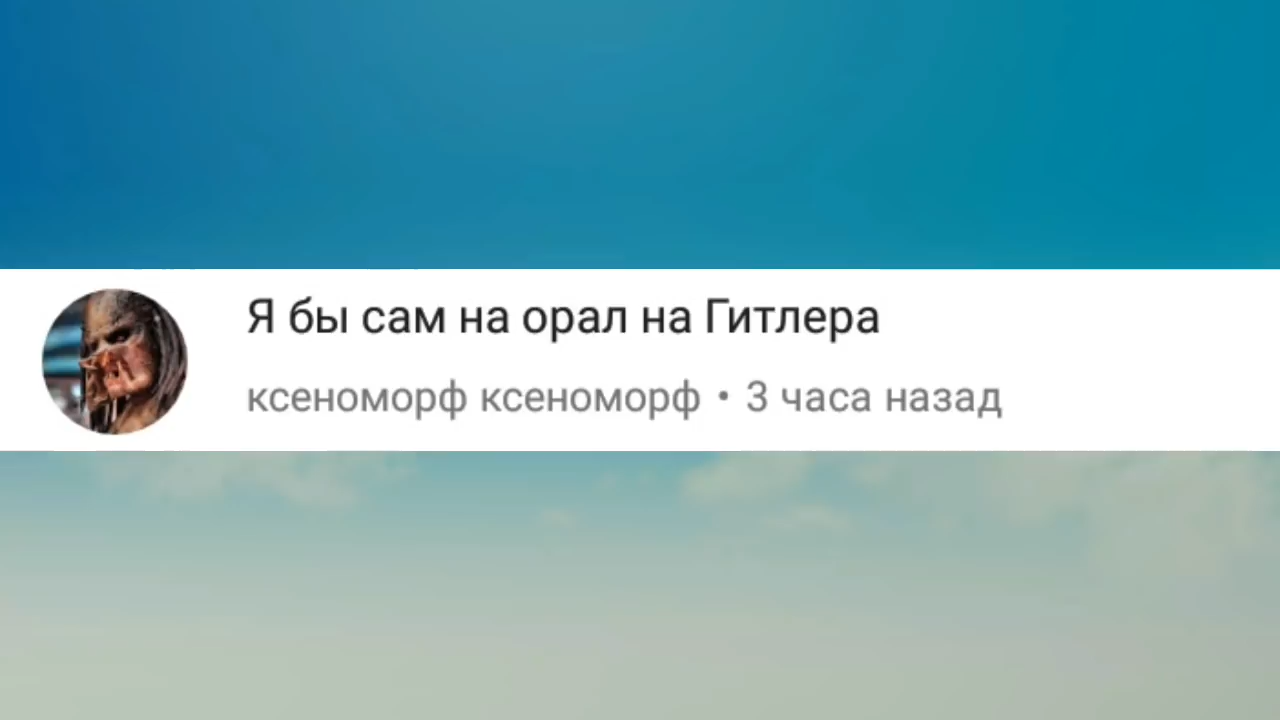 Я бы сам на орал на Гитлера
ксеноморф ксеноморф • 3 часа назад